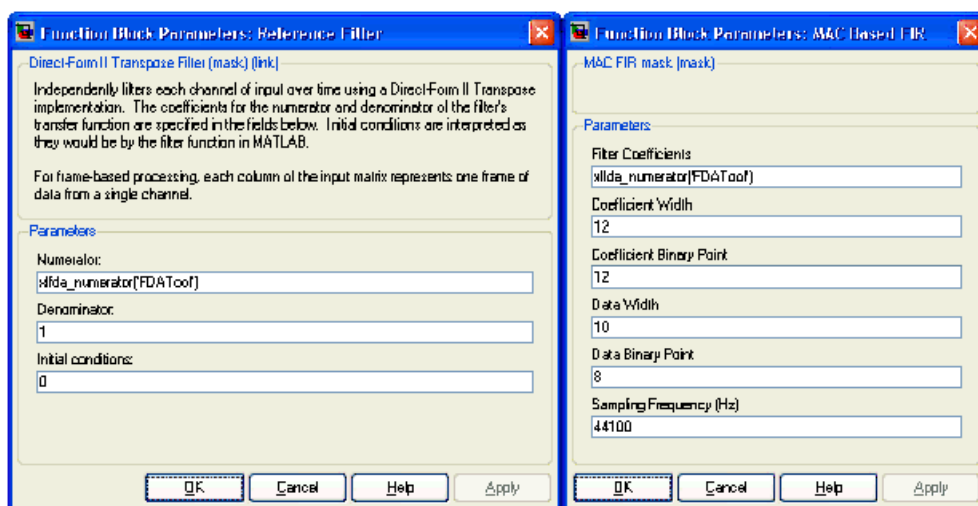 Function Block Parameters: Reference Filter
Direct-Form II Transpose Filter (mask) (link)
Independently filters each channel of input over time using a Direct-Form II Transpose
implementation. The coefficients for the numerator and denominator of the filter's
transfer function are specified in the fields below. Initial conditions are interpreted as
they would be by the filter function in MATLAB.
For frame-based processing, each column of the input matrix represents one frame of
data from a single channel.
Parameters
Numerator:
xlfda_numerator('FDATool')
Denominator:
1
Initial conditions:
0
OK Cancel Help Apply
Function Block Parameters: MAC Based FIR
MAC FIR mask (mask)
Parameters
Filter Coefficients
xlfda_numerator('FDATool')
Coefficient Width
12
Coefficient Binary Point
12
Data Width
10
Data Binary Point
8
Sampling Frequency (Hz)
44100
OK Cancel Help Apply